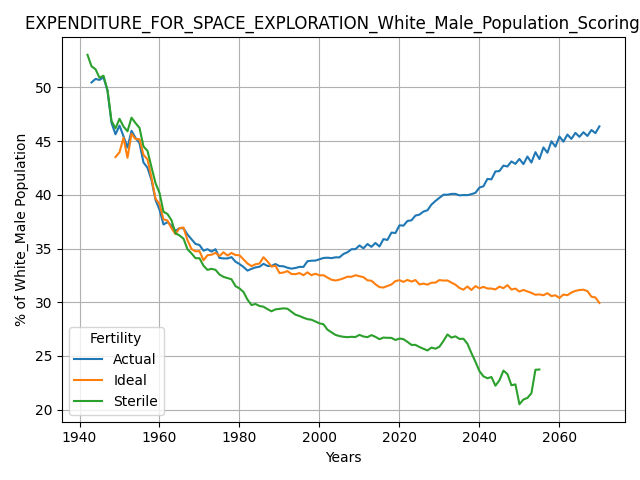 EXPENDITURE_FOR_SPACE_EXPLORATION_White_Male_Population_Scoring
% of White_Male Population
50
45
40
35
30
25
20
Fertility
Actual
Ideal
Sterile
1940 1960 1980 2000 2020 2040 2060
Years